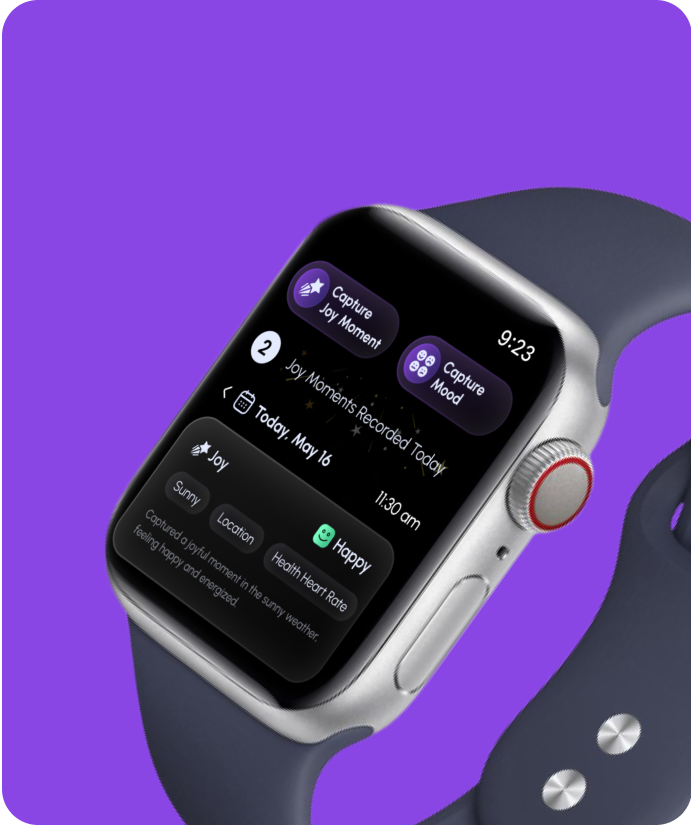 9:23
Capture
Joy Moment
Capture
Mood
2
Joy Moments Recorded Today
Today, May 16
11:30 am
Joy
Happy
Sunny
Location
Health Heart Rate
Captured a joyful moment in the sunny weather,
feeling happy and energized.